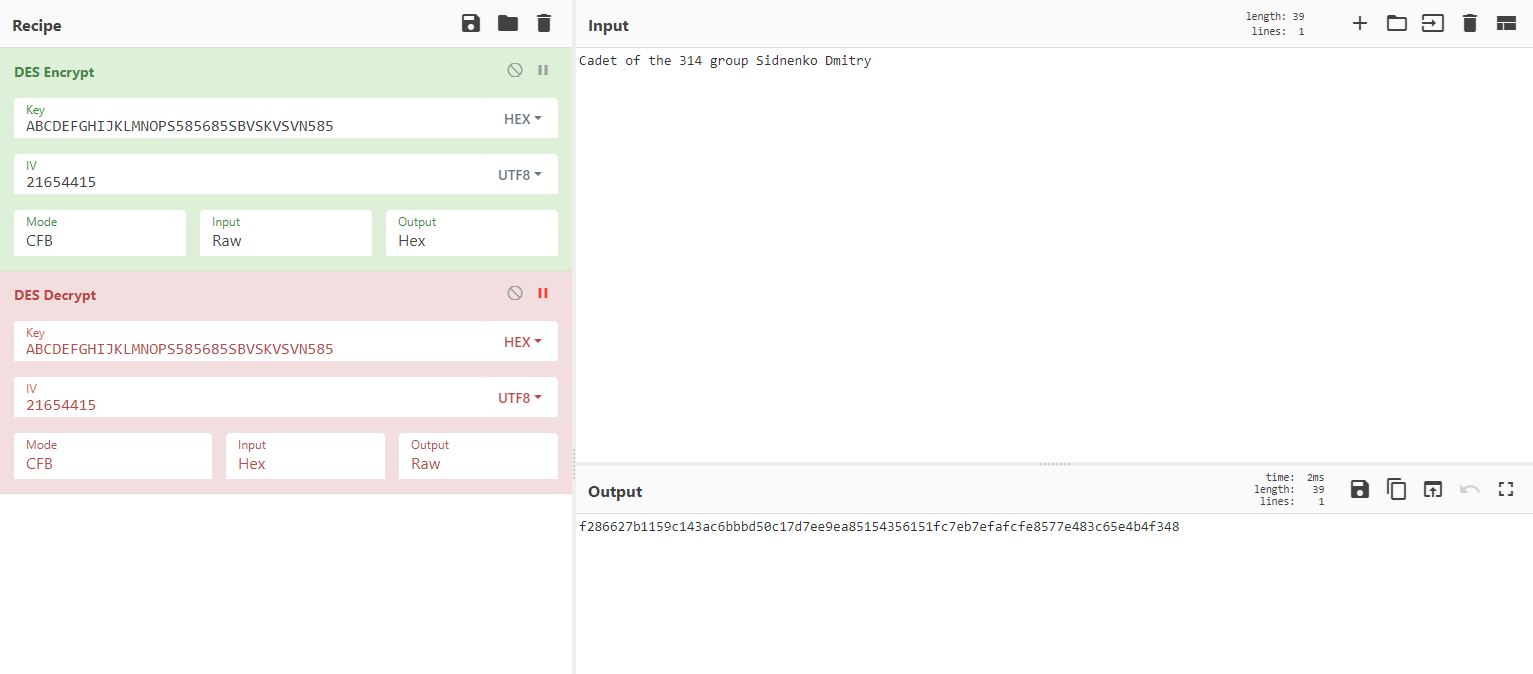 Recipe
DES Encrypt
Key
ABCDEFGHIJKLMNOPS585685SBVSKVSVN585
HEX
IV
21654415
UTF8
Mode
CFB
Input
Raw
Output
Hex
DES Decrypt
Key
ABCDEFGHIJKLMNOPS585685SBVSKVSVN585
HEX
IV
21654415
UTF8
Mode
CFB
Input
Hex
Output
Raw
Input
length: 39
lines: 1
Cadet of the 314 group Sidnenko Dmitry
Output
time: 2ms
length: 39
lines: 1
f286627b1159c143ac6bbbd50c17d7ee9ea85154356151fc7eb7efafcfe8577e483c65e4b4f348